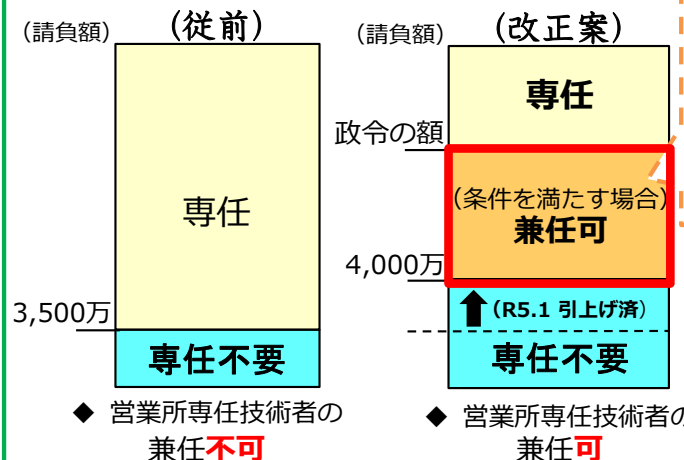 (請負額)
(従前)
専任
3,500万
専任不要
◆ 営業所専任技術者の
兼任不可
(請負額)
(改正案)
専任
政令の額
(条件を満たす場合)
兼任可
4,000万
(R5.1 引上げ済)
専任不要
◆ 営業所専任技術者の
兼任可